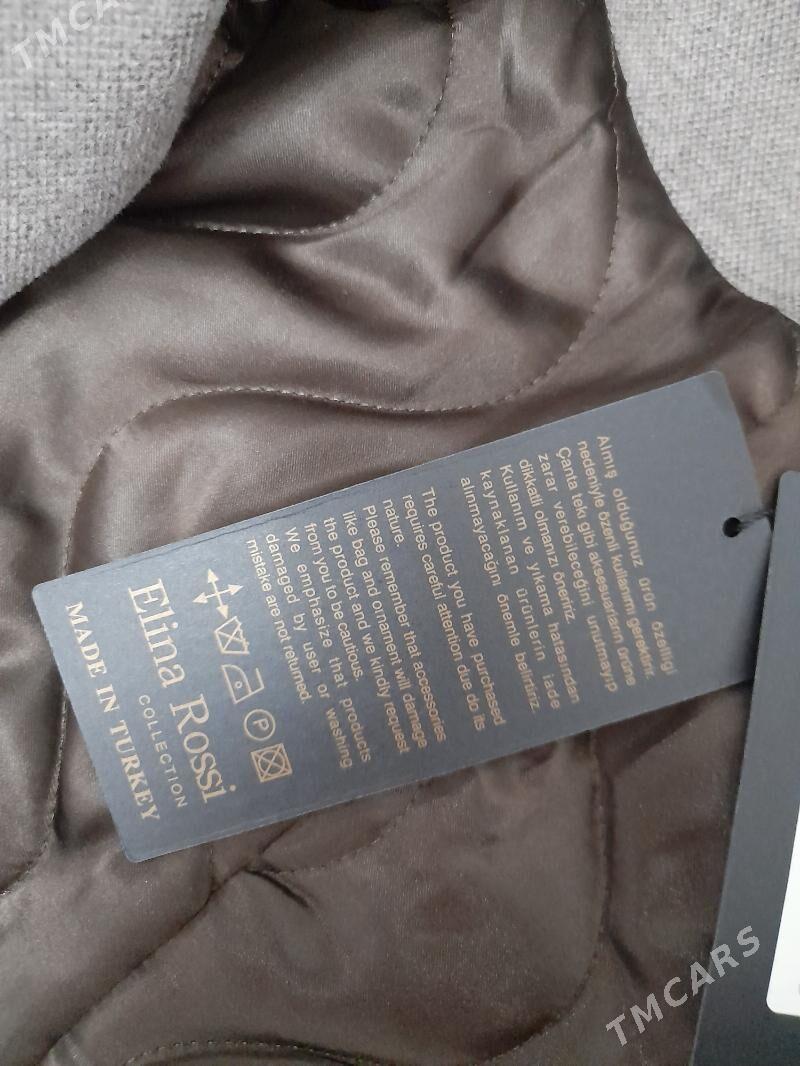 Almış olduğunuz ürün özelliği
nedeniyle özenli kullanımı gerektirir.
Çanta teki gibi aksesuarların ürüne
zarar verebileceğini unutmayıp
dikkatli olmanızı öneririz.
Kullanım ve yıkama hatasından
kaynaklanan ürünlerin iade
alınmayacağını önemle belirtiriz.
The product you have purchased
requires careful attention due do its
nature.
Please remember that accessories
like bag and ornament will damage
the product and we kindly request
from you to be cautious.
We emphasize that products
damaged by user or washing
mistake are not returned.
P
Elina Rossi
COLLECTION
MADE IN TURKEY
TMCARS
TMCARS